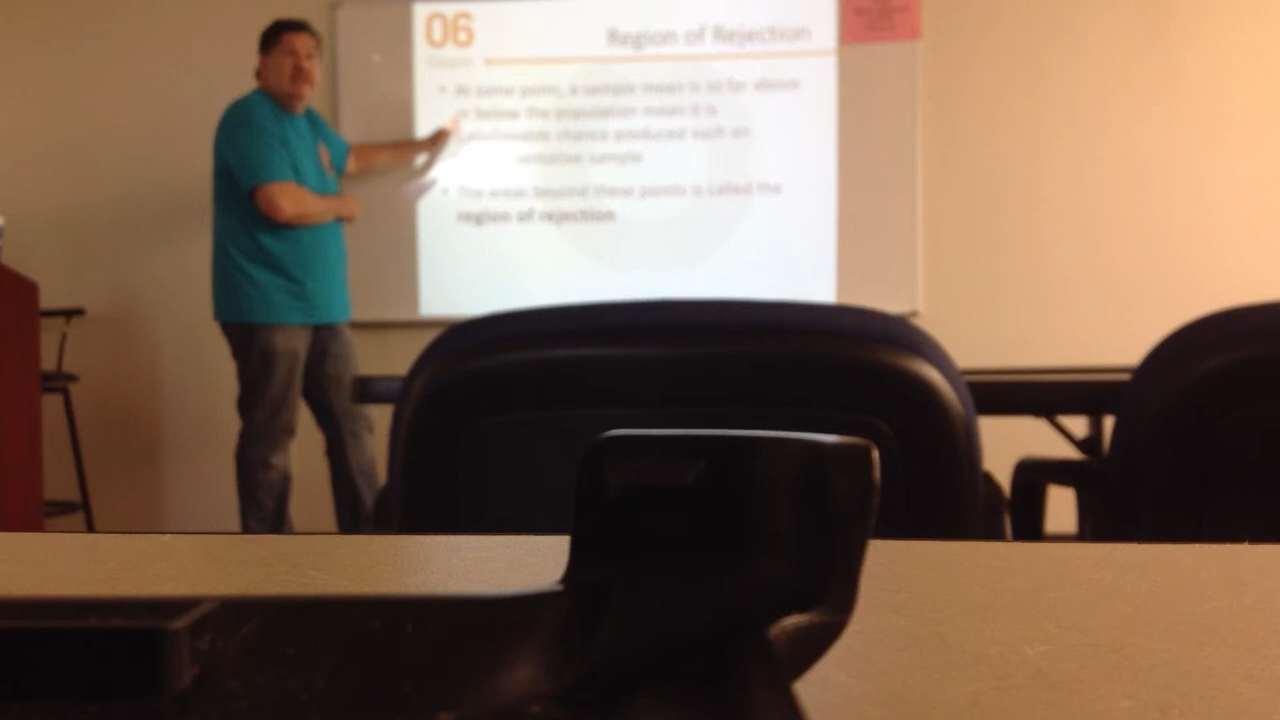 06
Region of Rejection
• At some point, a sample mean is so far above
or below the population mean it is
unbelievable chance produced such an
sample
• The areas beyond these points is called the
region of rejection